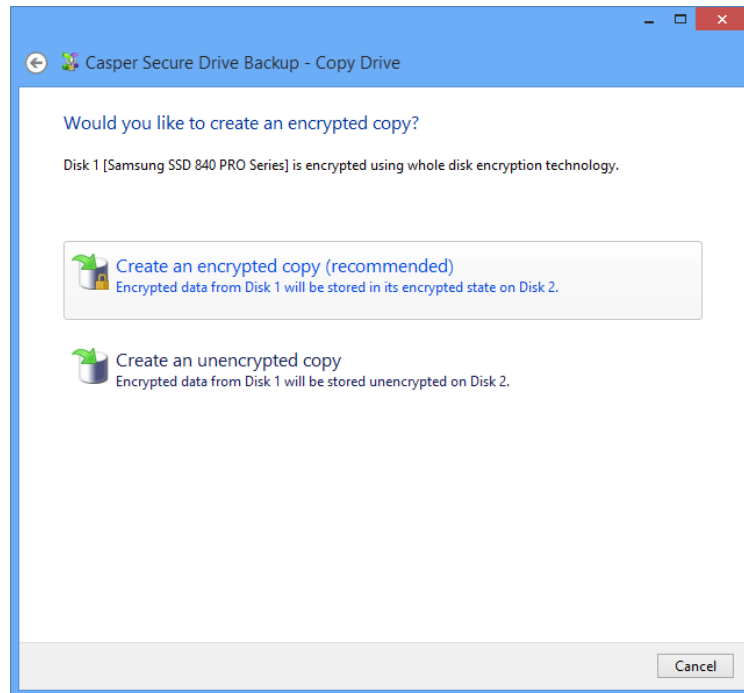 Casper Secure Drive Backup - Copy Drive
Would you like to create an encrypted copy?
Disk 1 [Samsung SSD 840 PRO Series] is encrypted using whole disk encryption technology.
Create an encrypted copy (recommended)
Encrypted data from Disk 1 will be stored in its encrypted state on Disk 2.
Create an unencrypted copy
Encrypted data from Disk 1 will be stored unencrypted on Disk 2.
Cancel